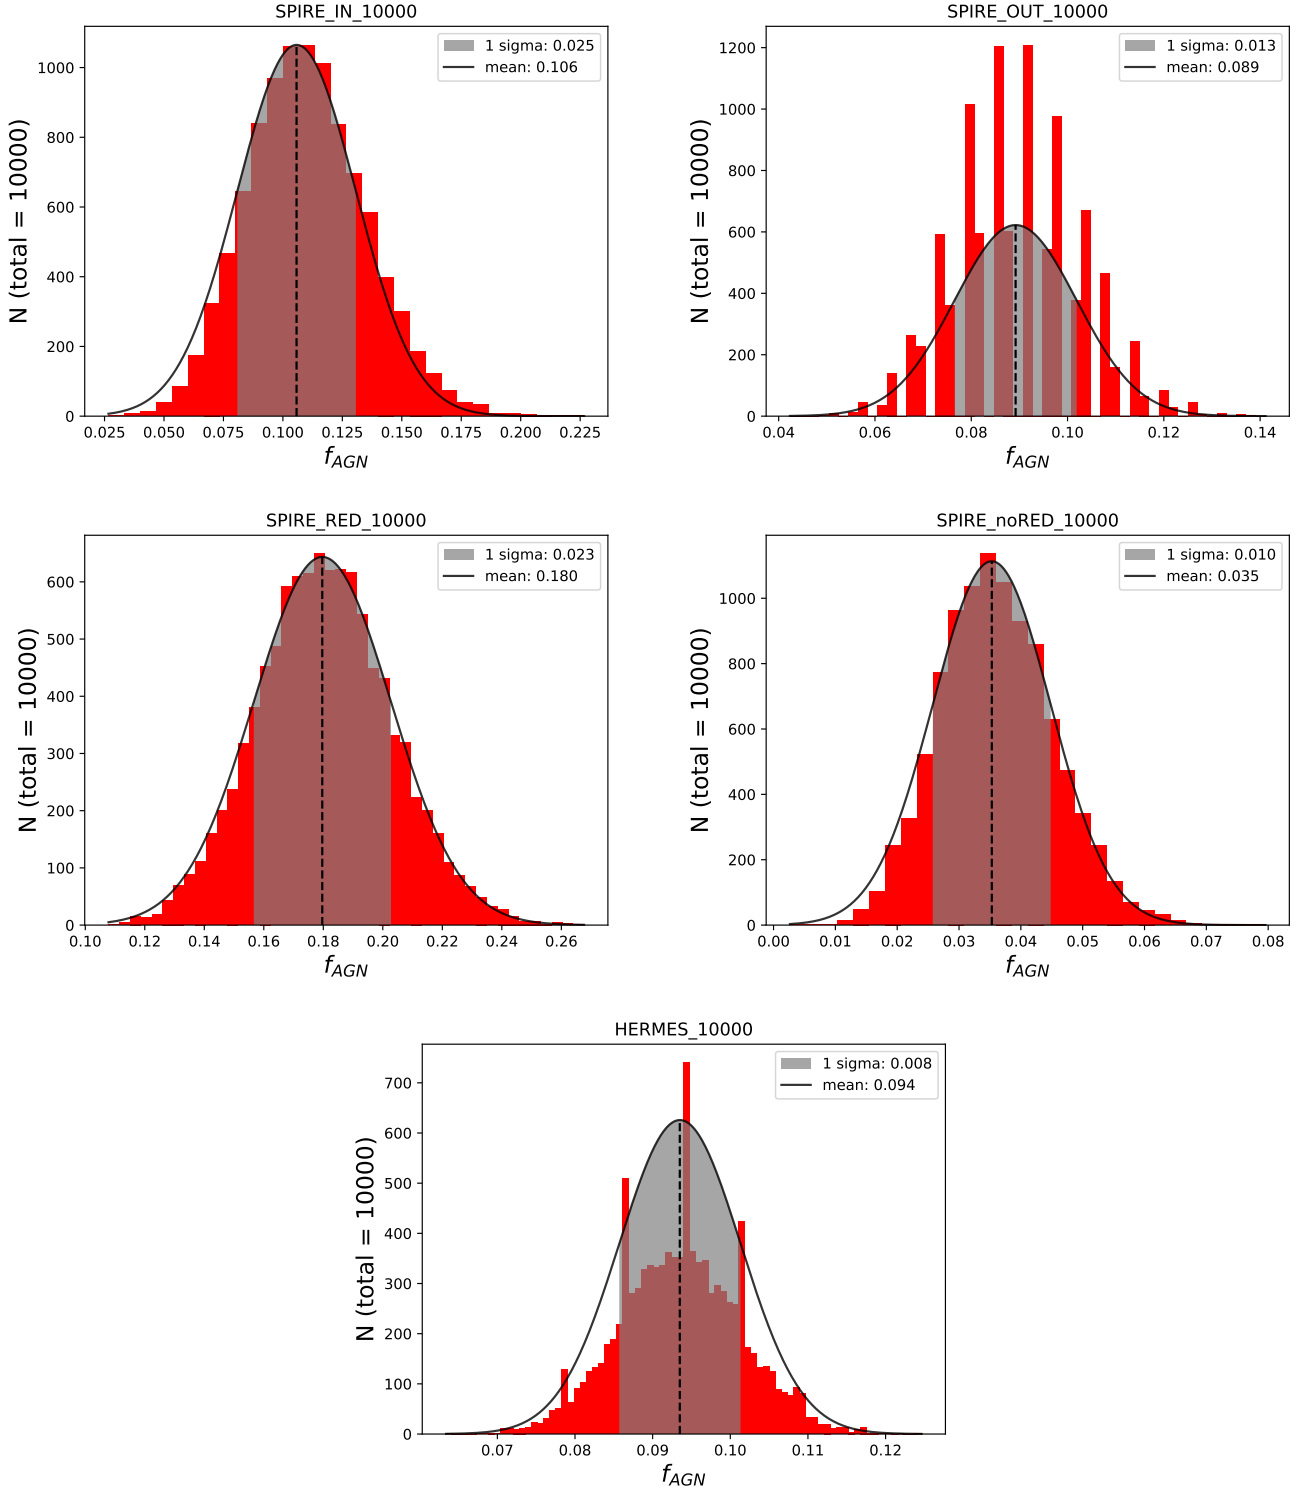 SPIRE_IN_10000
1 sigma: 0.025
mean: 0.106
N (total = 10000)
1000
800
600
400
200
0
0.025 0.050 0.075 0.100 0.125 0.150 0.175 0.200 0.225
f_AGN
SPIRE_OUT_10000
1 sigma: 0.013
mean: 0.089
N (total = 10000)
1200
1000
800
600
400
200
0
0.04 0.06 0.08 0.10 0.12 0.14
f_AGN
SPIRE_RED_10000
1 sigma: 0.023
mean: 0.180
N (total = 10000)
600
500
400
300
200
100
0
0.10 0.12 0.14 0.16 0.18 0.20 0.22 0.24 0.26
f_AGN
SPIRE_noRED_10000
1 sigma: 0.010
mean: 0.035
N (total = 10000)
1000
800
600
400
200
0
0.00 0.01 0.02 0.03 0.04 0.05 0.06 0.07 0.08
f_AGN
HERMES_10000
1 sigma: 0.008
mean: 0.094
N (total = 10000)
700
600
500
400
300
200
100
0
0.07 0.08 0.09 0.10 0.11 0.12
f_AGN